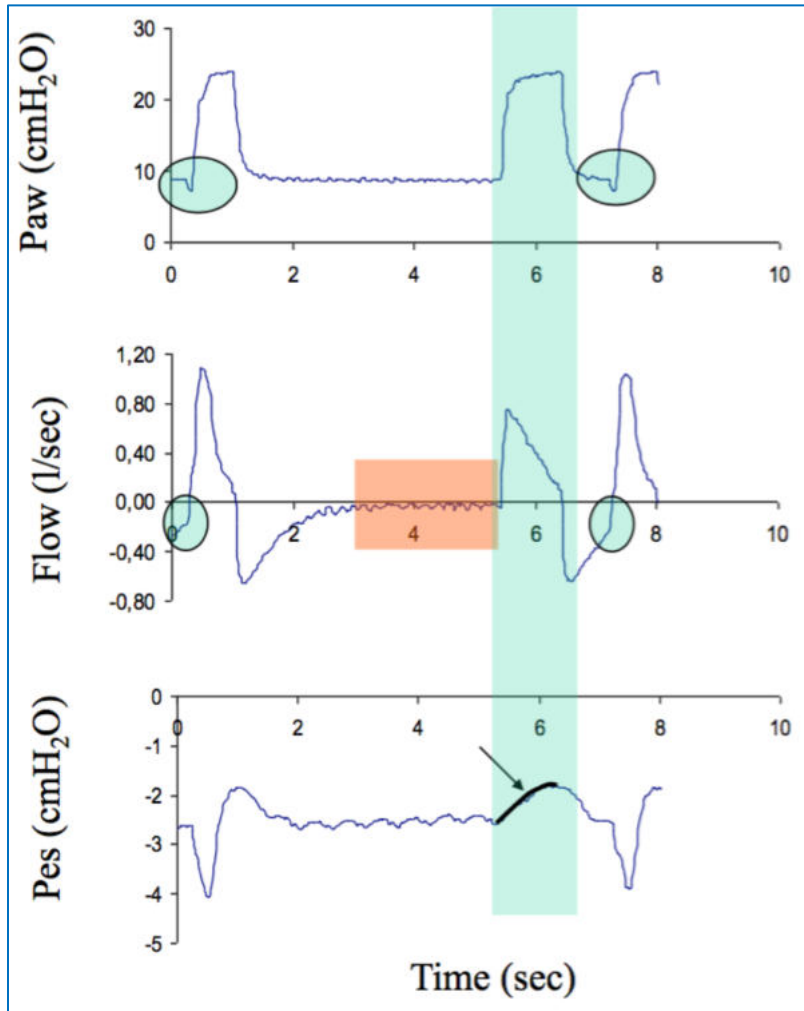 Paw (cmH₂O)
30
20
10
0
0 2 4 6 8 10
Flow (l/sec)
1,20
0,80
0,40
0,00
0 2 4 6 8 10
-0,40
-0,80
Pes (cmH₂O)
0
0 2 4 6 8 10
-1
-2
-3
-4
-5
Time (sec)